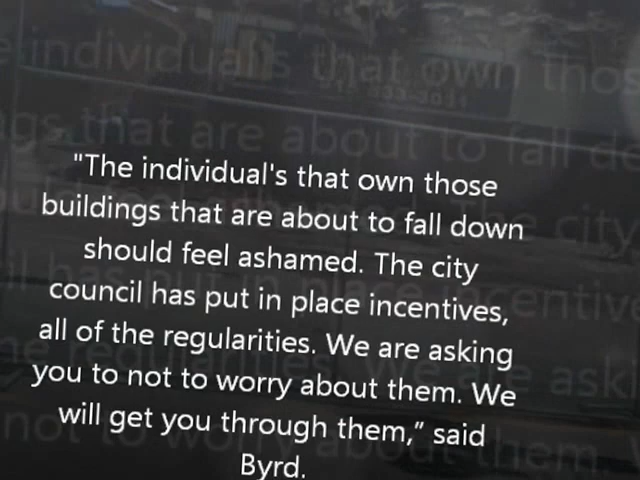 "The individual's that own those
buildings that are about to fall down
should feel ashamed. The city
council has put in place incentives,
all of the regularities. We are asking
you to not to worry about them. We
will get you through them,” said
Byrd.